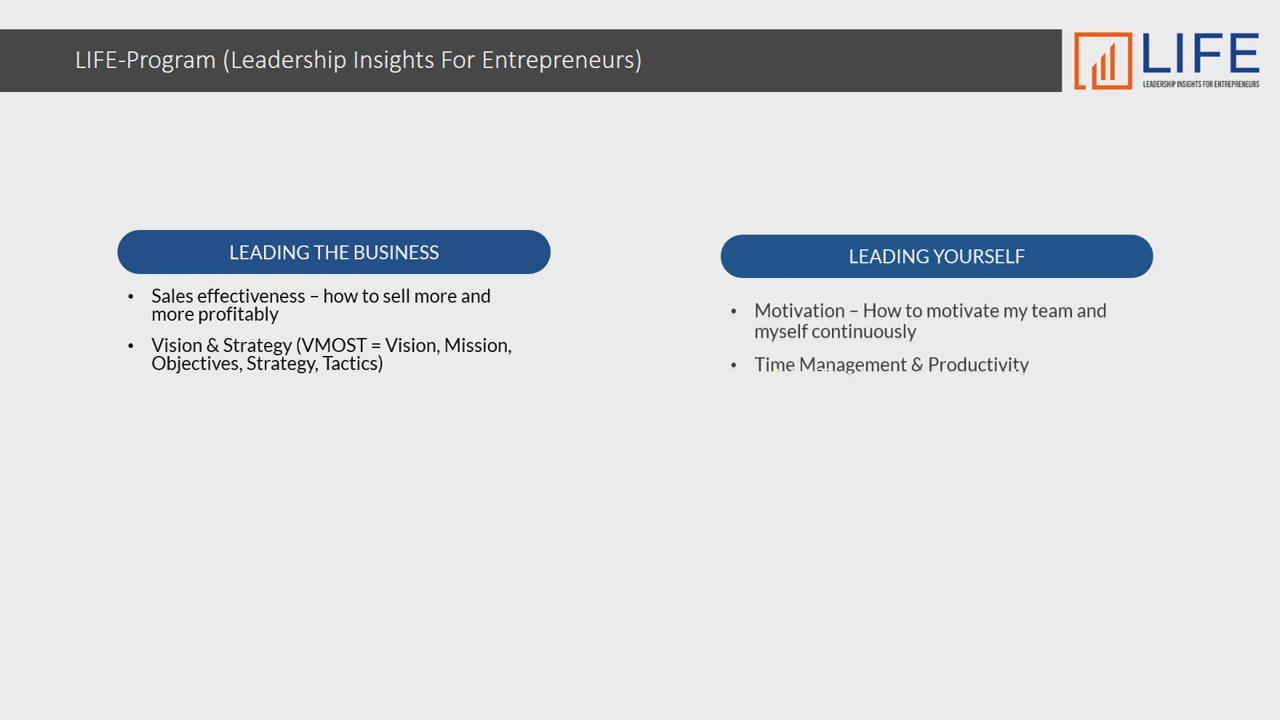 LIFE-Program (Leadership Insights For Entrepreneurs)
LIFE
LEADERSHIP INSIGHTS FOR ENTREPRENEURS
LEADING THE BUSINESS
• Sales effectiveness – how to sell more and
more profitably
• Vision & Strategy (VMOST = Vision, Mission,
Objectives, Strategy, Tactics)
LEADING YOURSELF
• Motivation – How to motivate my team and
myself continuously
• Time Management & Productivity